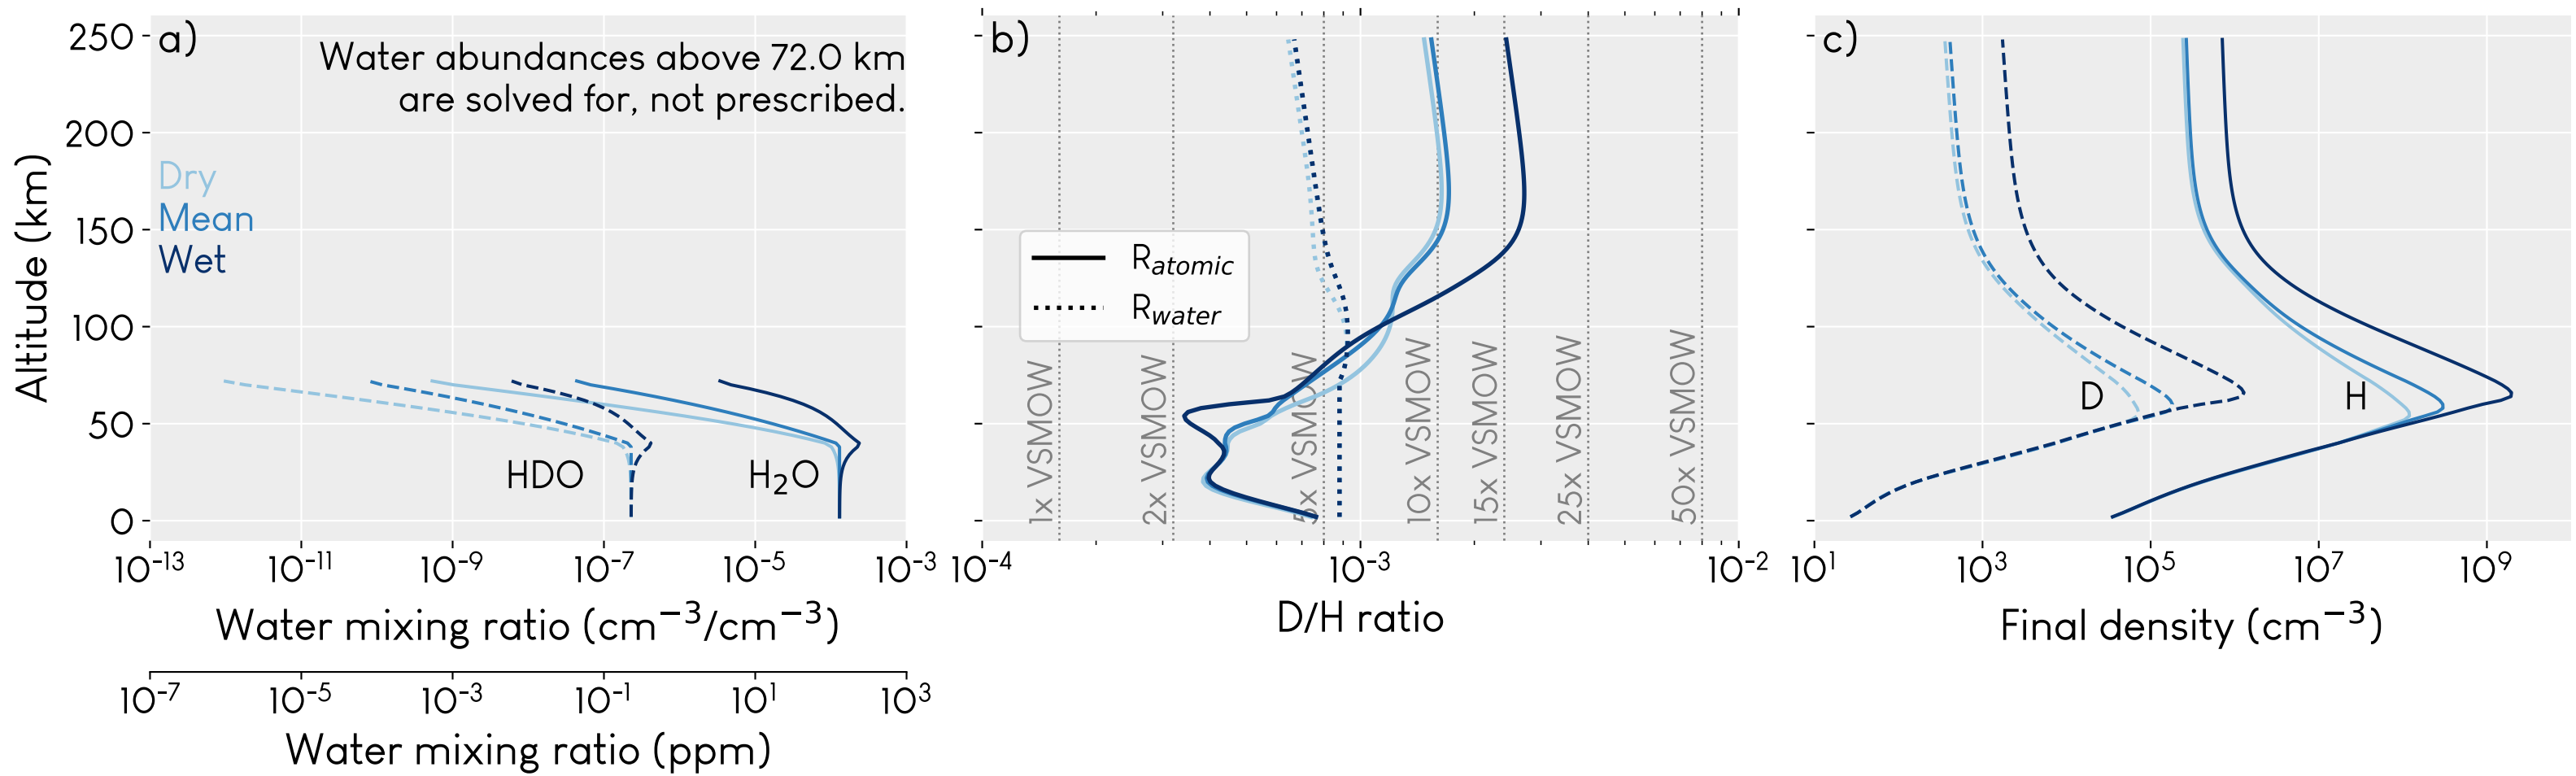 a)
Water abundances above 72.0 km
are solved for, not prescribed.
Dry
Mean
Wet
HDO
H₂O
Altitude (km)
250
200
150
100
50
0
10⁻¹³ 10⁻¹¹ 10⁻⁹ 10⁻⁷ 10⁻⁵ 10⁻³
Water mixing ratio (cm⁻³/cm⁻³)
10⁻⁷ 10⁻⁵ 10⁻³ 10⁻¹ 10¹ 10³
Water mixing ratio (ppm)
b)
R_atomic
R_water
1x VSMOW
2x VSMOW
5x VSMOW
10x VSMOW
15x VSMOW
25x VSMOW
50x VSMOW
10⁻⁴ 10⁻³ 10⁻²
D/H ratio
c)
D
H
10¹ 10³ 10⁵ 10⁷ 10⁹
Final density (cm⁻³)